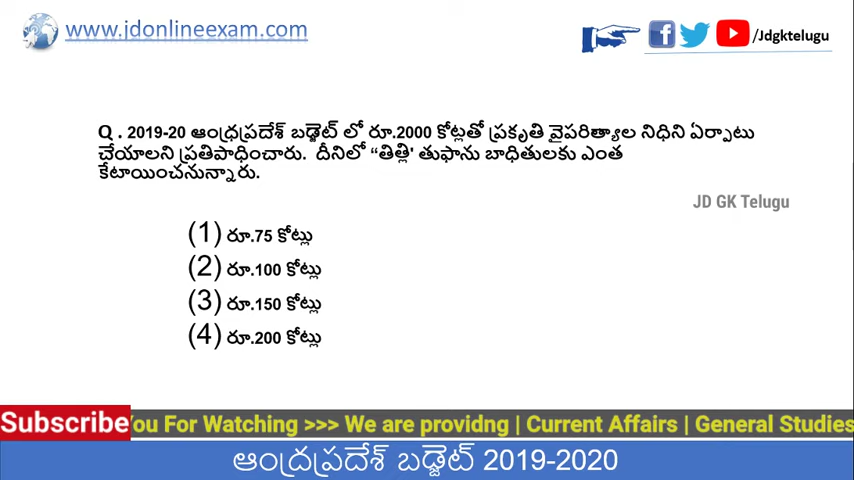 www.jdonlineexam.com
/Jdgktelugu
Q . 2019-20 ఆంధ్రప్రదేశ్ బడ్జెట్ లో రూ.2000 కోట్లతో ప్రకృతి వైపరిత్యాల నిధిని ఏర్పాటు
చేయాలని ప్రతిపాధించారు. దీనిలో “తిత్లి' తుఫాను బాధితులకు ఎంత
కేటాయించనున్నారు.
JD GK Telugu
(1) రూ.75 కోట్లు
(2) రూ.100 కోట్లు
(3) రూ.150 కోట్లు
(4) రూ.200 కోట్లు
Subscribe You For Watching >>> We are providng | Current Affairs | General Studies
ఆంద్రప్రదేశ్ బడ్జెట్ 2019-2020